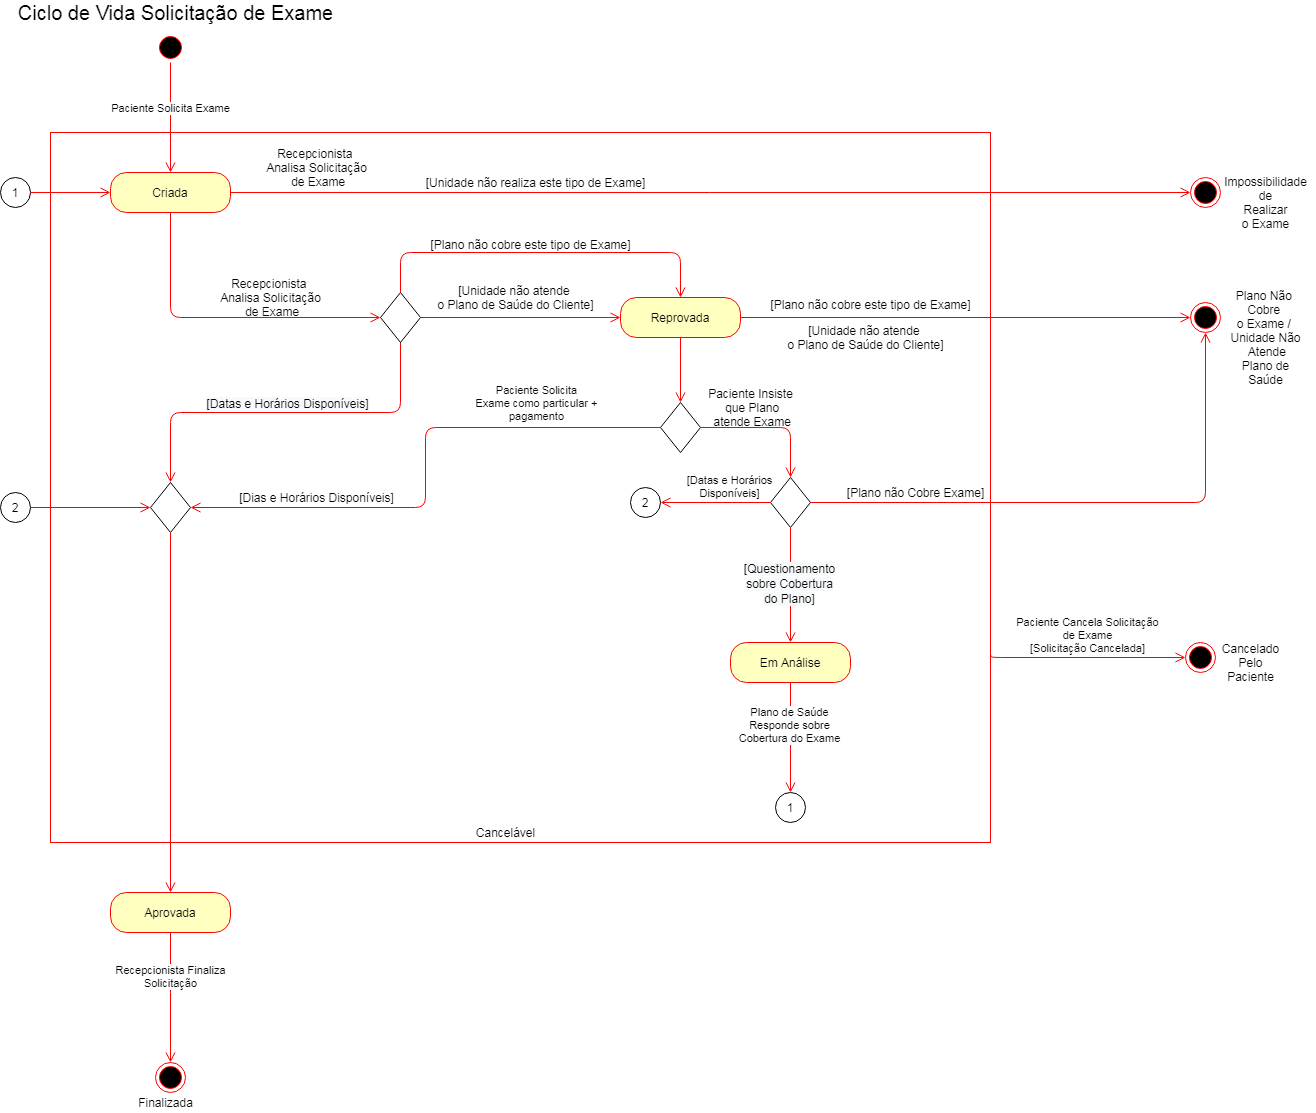 Ciclo de Vida Solicitação de Exame
Paciente Solicita Exame
Recepcionista
Analisa Solicitação
de Exame
1
Criada
[Unidade não realiza este tipo de Exame]
Impossibilidade
de
Realizar
o Exame
[Plano não cobre este tipo de Exame]
Recepcionista
Analisa Solicitação
de Exame
[Unidade não atende
o Plano de Saúde do Cliente]
Reprovada
[Plano não cobre este tipo de Exame]
[Unidade não atende
o Plano de Saúde do Cliente]
Plano Não
Cobre
o Exame /
Unidade Não
Atende
Plano de
Saúde
[Datas e Horários Disponíveis]
Paciente Solicita
Exame como particular +
pagamento
Paciente Insiste
que Plano
atende Exame
2
[Dias e Horários Disponíveis]
[Datas e Horários
Disponíveis]
2
[Plano não Cobre Exame]
[Questionamento
sobre Cobertura
do Plano]
Paciente Cancela Solicitação
de Exame
[Solicitação Cancelada]
Cancelado
Pelo
Paciente
Em Análise
Plano de Saúde
Responde sobre
Cobertura do Exame
1
Cancelável
Aprovada
Recepcionista Finaliza
Solicitação
Finalizada